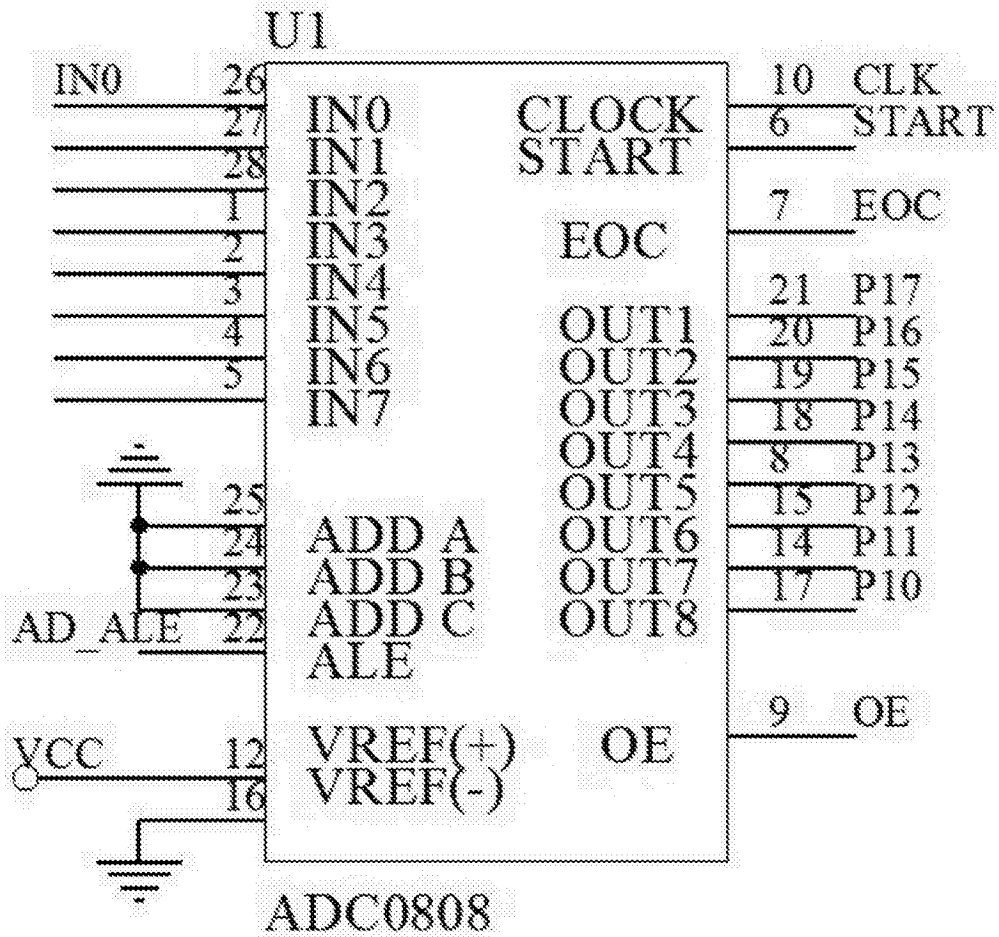 U1
IN0 26 IN0 CLOCK 10 CLK
27 IN1 START 6 START
28 IN2
1 IN3 EOC 7 EOC
2 IN4
3 IN5 OUT1 21 P17
4 IN6 OUT2 20 P16
5 IN7 OUT3 19 P15
OUT4 18 P14
OUT5 8 P13
25 ADD A OUT6 15 P12
24 ADD B OUT7 14 P11
23 ADD C OUT8 17 P10
AD_ALE 22 ALE
VCC 12 VREF(+) OE 9 OE
16 VREF(-)
ADC0808